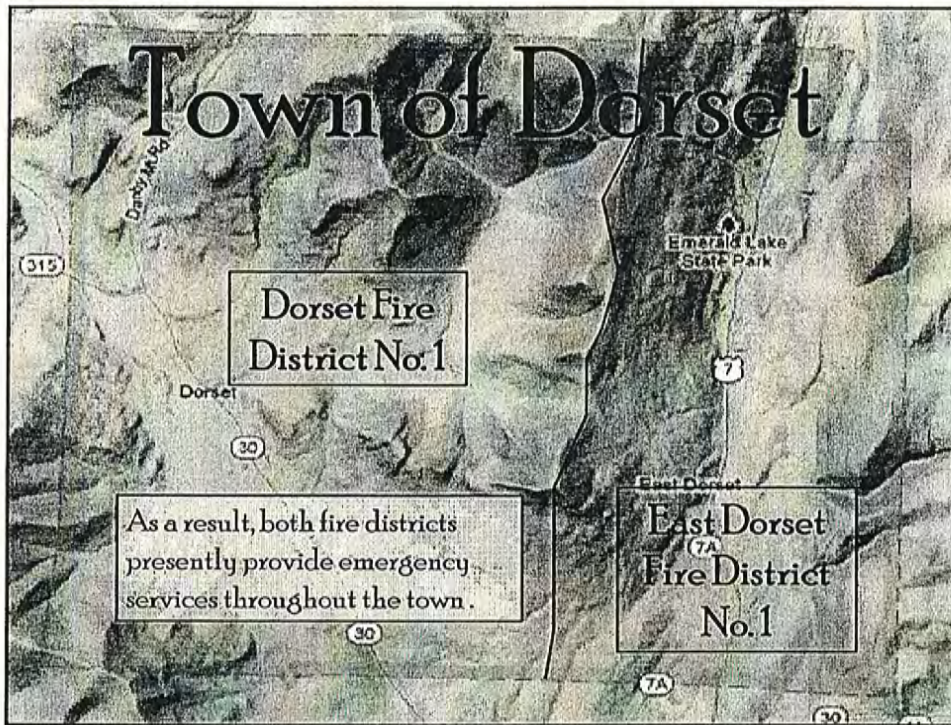 Town of Dorset
Danby Mt Rd
315
Emerald Lake
State Park
Dorset Fire
District No.1
7
Dorset
30
East Dorset
As a result, both fire districts
presently provide emergency
services throughout the town.
East Dorset
7A
Fire District
No.1
30
7A
30